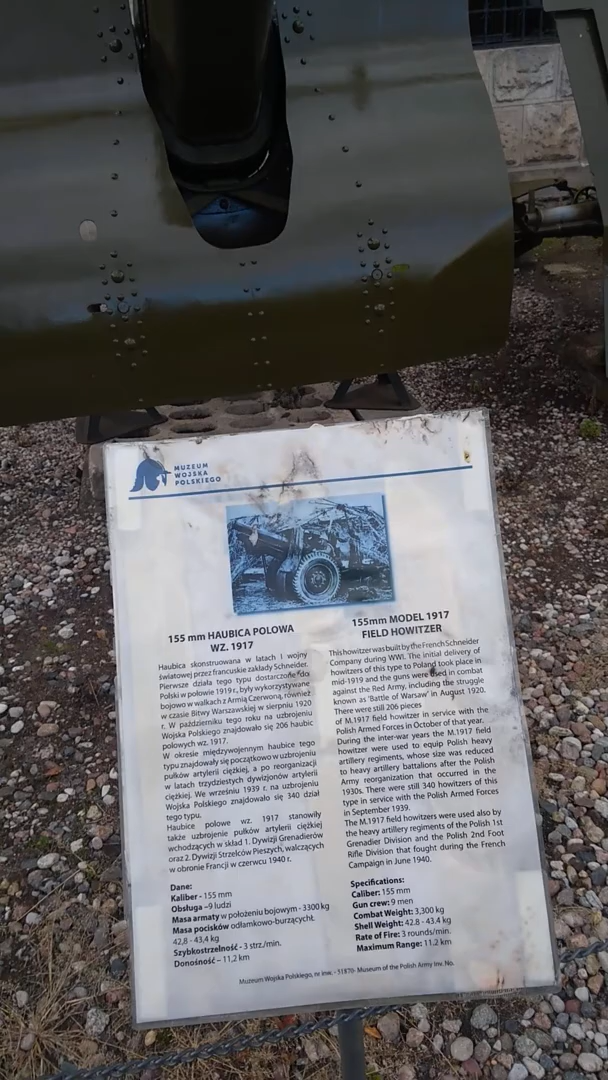 MUZEUM
WOJSKA
POLSKIEGO
155 mm HAUBICA POLOWA
WZ. 1917
Haubica skonstruowana w latach I wojny
światowej przez francuskie zakłady Schneider.
Pierwsze działa tego typu dostarczone do
Polski w połowie 1919 r., były wykorzystywane
bojowo w walkach z Armią Czerwoną, również
w czasie Bitwy Warszawskiej w sierpniu 1920
r. W październiku tego roku na uzbrojeniu
Wojska Polskiego znajdowało się 206 haubic
polowych wz. 1917.
W okresie międzywojennym haubice tego
typu znajdowały się początkowo w uzbrojeniu
pułków artylerii ciężkiej, a po reorganizacji
w latach trzydziestych dywizjonów artylerii
ciężkiej. We wrześniu 1939 r. na uzbrojeniu
Wojska Polskiego znajdowało się 340 dział
tego typu.
Haubice polowe wz. 1917 stanowiły
także uzbrojenie pułków artylerii ciężkiej
wchodzących w skład 1. Dywizji Grenadierów
oraz 2. Dywizji Strzelców Pieszych, walczących
w obronie Francji w czerwcu 1940 r.
Dane:
Kaliber - 155 mm
Obsługa –9 ludzi
Masa armaty w położeniu bojowym - 3300 kg
Masa pocisków odłamkowo-burzących.
42,8 - 43,4 kg
Szybkostrzelność - 3 strz./min.
Donośność – 11,2 km
155mm MODEL 1917
FIELD HOWITZER
This howitzer was built by the French Schneider
Company during WWI. The initial delivery of
howitzers of this type to Poland took place in
mid-1919 and the guns were used in combat
against the Red Army, including the struggle
known as 'Battle of Warsaw' in August 1920.
There were still 206 pieces
of M.1917 field howitzer in service with the
Polish Armed Forces in October of that year.
During the inter-war years the M.1917 field
howitzer were used to equip Polish heavy
artillery regiments, whose size was reduced
to heavy artillery battalions after the Polish
Army reorganization that occurred in the
1930s. There were still 340 howitzers of this
type in service with the Polish Armed Forces
in September 1939.
The M.1917 field howitzers were used also by
the heavy artillery regiments of the Polish 1st
Grenadier Division and the Polish 2nd Foot
Rifle Division that fought during the French
Campaign in June 1940.
Specifications:
Caliber: 155 mm
Gun crew: 9 men
Combat Weight: 3,300 kg
Shell Weight: 42.8 - 43.4 kg
Rate of Fire: 3 rounds/min.
Maximum Range: 11.2 km
Muzeum Wojska Polskiego, nr inw. - 51870- Museum of the Polish Army Inv. No.